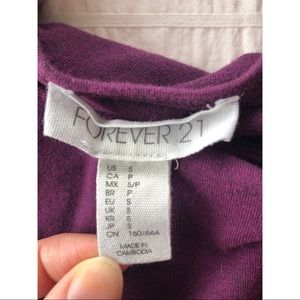 FOREVER 21
US S
CA P
MX S/P
BR P
EU S
UK S
KR S
JP S
CN 160/84A
MADE IN
CAMBODIA